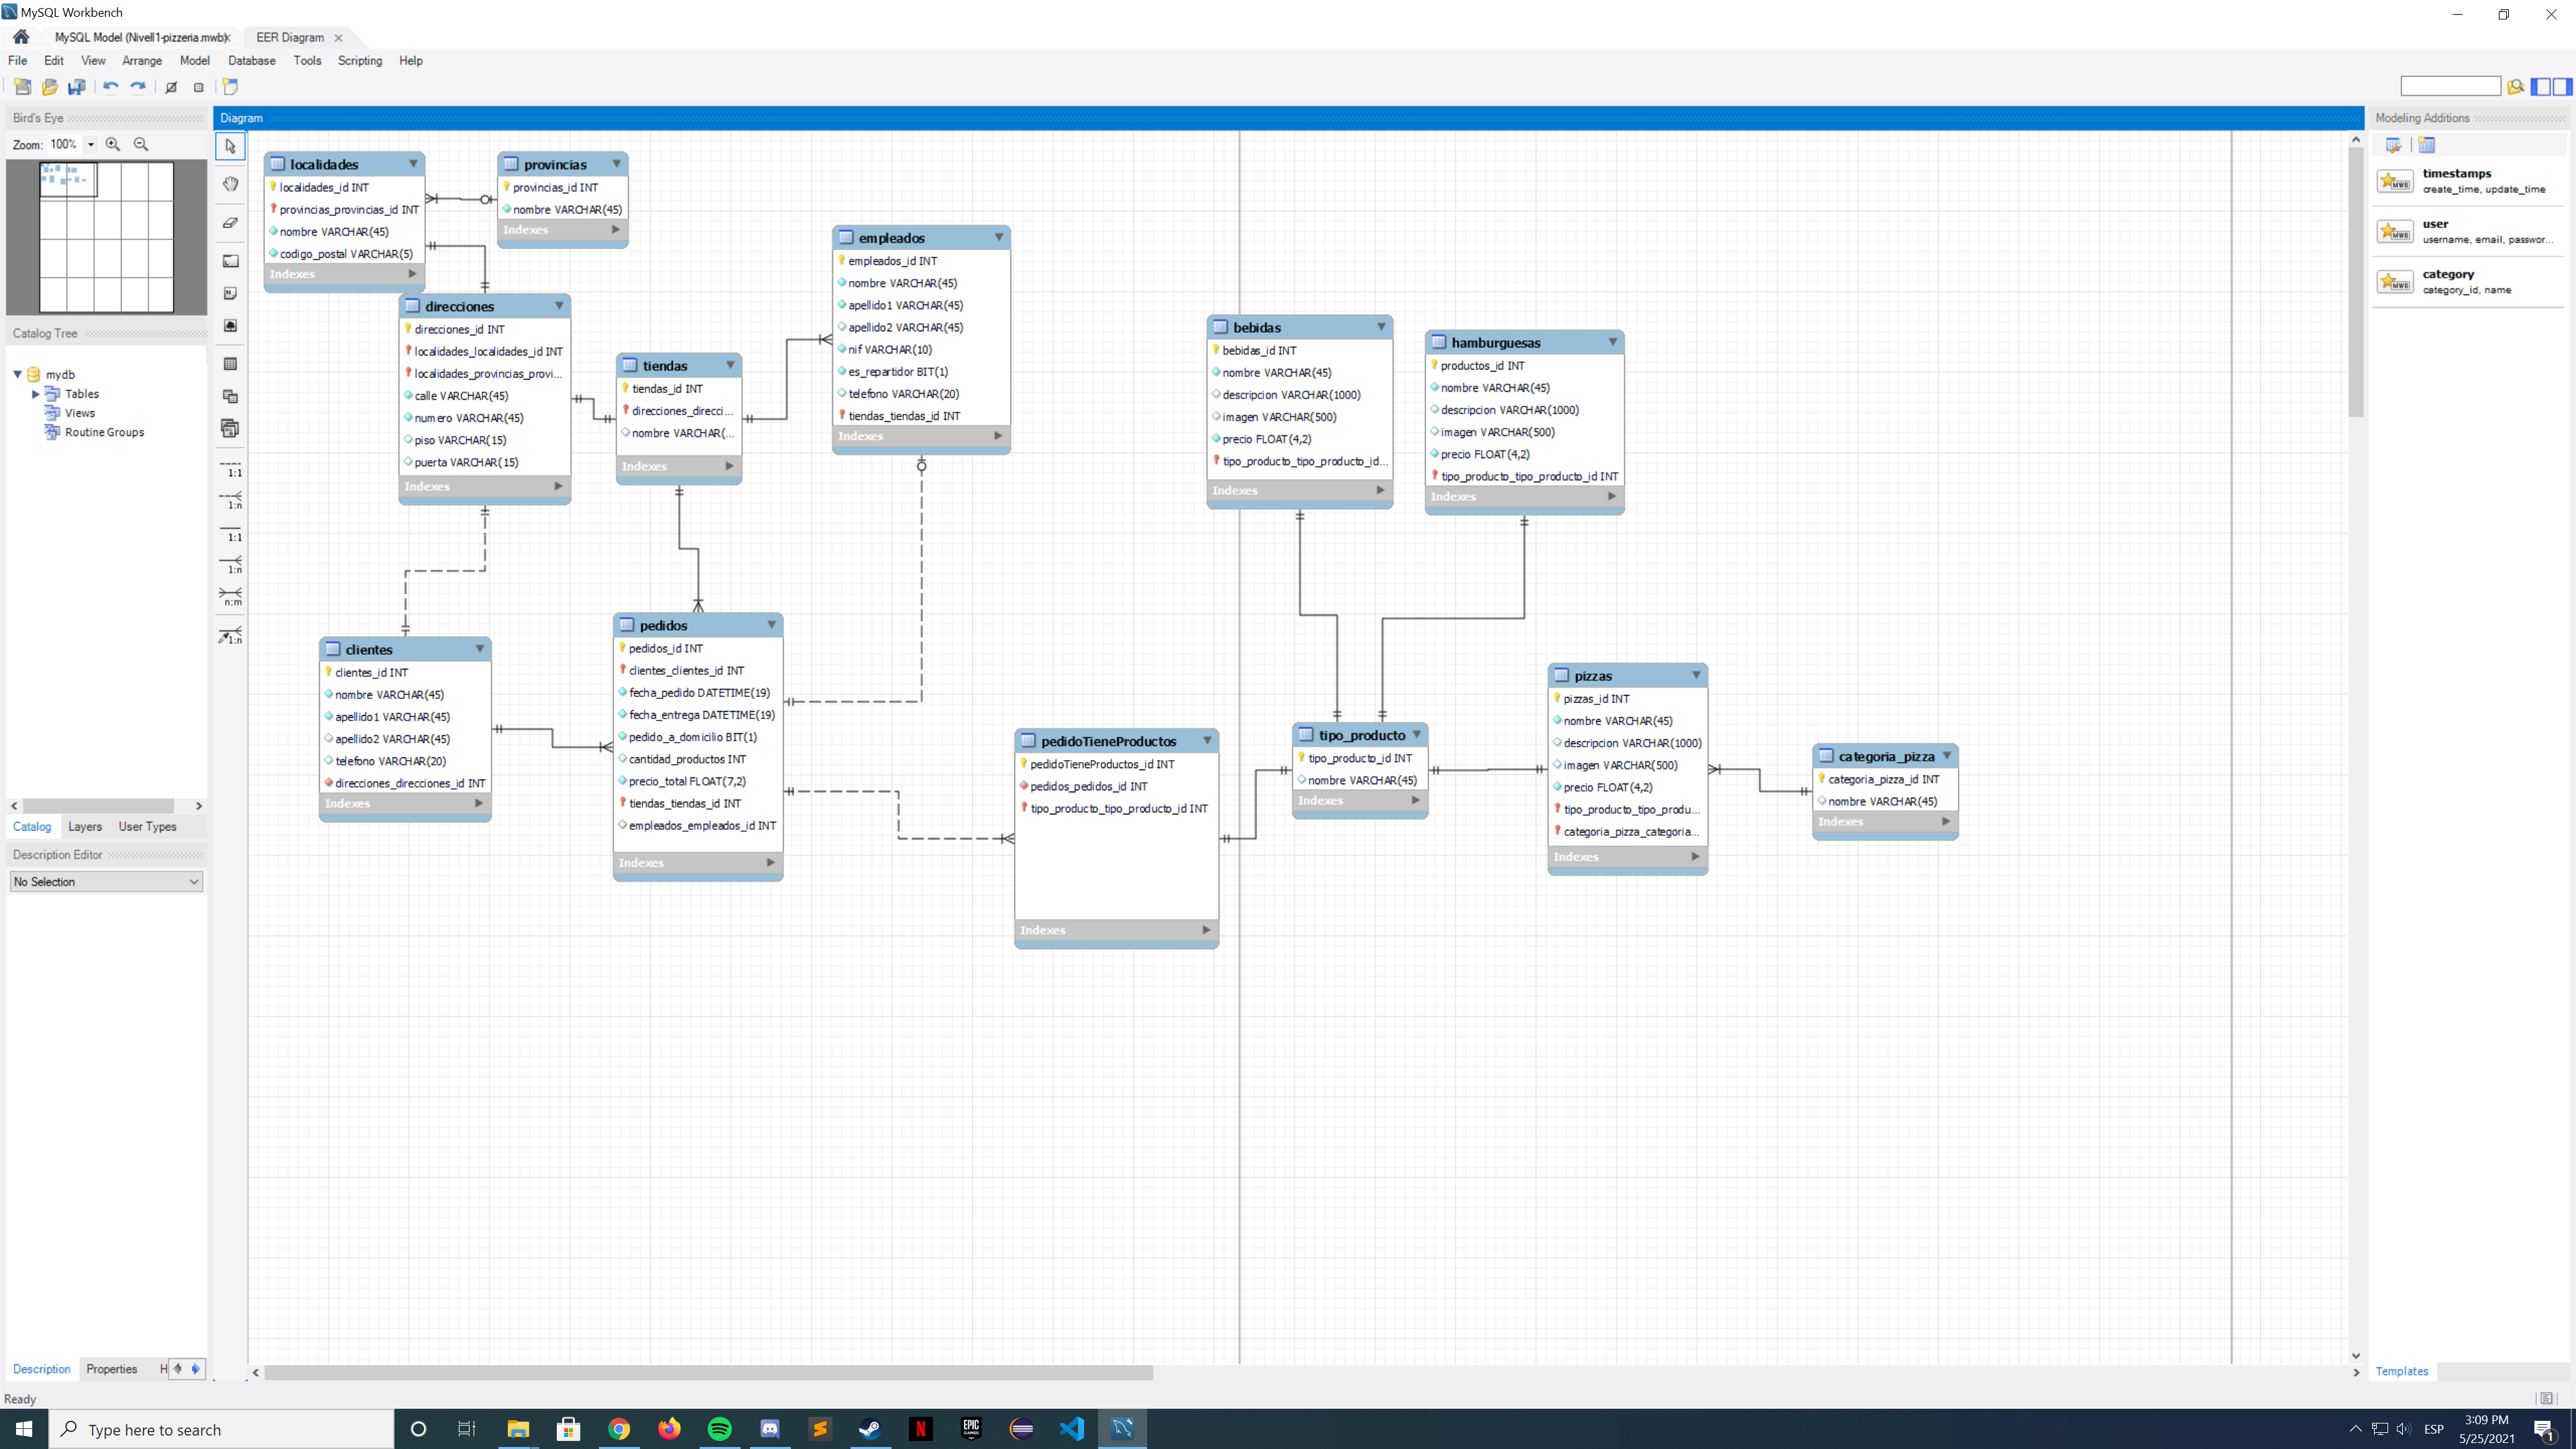 MySQL Workbench
MySQL Model (Nivell1-pizzeria.mwb)
EER Diagram
File Edit View Arrange Model Database Tools Scripting Help
Bird's Eye
Zoom: 100%
Catalog Tree
mydb
Tables
Views
Routine Groups
Catalog Layers User Types
Description Editor
No Selection
Description Properties H
Ready
Diagram
1:1
1:n
1:1
1:n
n:m
1:n
localidades
localidades_id INT
provincias_provincias_id INT
nombre VARCHAR(45)
codigo_postal VARCHAR(5)
Indexes
provincias
provincias_id INT
nombre VARCHAR(45)
Indexes
direcciones
direcciones_id INT
localidades_localidades_id INT
localidades_provincias_provi...
calle VARCHAR(45)
numero VARCHAR(45)
piso VARCHAR(15)
puerta VARCHAR(15)
Indexes
tiendas
tiendas_id INT
direcciones_direcci...
nombre VARCHAR(...
Indexes
empleados
empleados_id INT
nombre VARCHAR(45)
apellido1 VARCHAR(45)
apellido2 VARCHAR(45)
nif VARCHAR(10)
es_repartidor BIT(1)
telefono VARCHAR(20)
tiendas_tiendas_id INT
Indexes
bebidas
bebidas_id INT
nombre VARCHAR(45)
descripcion VARCHAR(1000)
imagen VARCHAR(500)
precio FLOAT(4,2)
tipo_producto_tipo_producto_id...
Indexes
hamburguesas
productos_id INT
nombre VARCHAR(45)
descripcion VARCHAR(1000)
imagen VARCHAR(500)
precio FLOAT(4,2)
tipo_producto_tipo_producto_id INT
Indexes
clientes
clientes_id INT
nombre VARCHAR(45)
apellido1 VARCHAR(45)
apellido2 VARCHAR(45)
telefono VARCHAR(20)
direcciones_direcciones_id INT
Indexes
pedidos
pedidos_id INT
clientes_clientes_id INT
fecha_pedido DATETIME(19)
fecha_entrega DATETIME(19)
pedido_a_domicilio BIT(1)
cantidad_productos INT
precio_total FLOAT(7,2)
tiendas_tiendas_id INT
empleados_empleados_id INT
Indexes
pedidoTieneProductos
pedidoTieneProductos_id INT
pedidos_pedidos_id INT
tipo_producto_tipo_producto_id INT
Indexes
tipo_producto
tipo_producto_id INT
nombre VARCHAR(45)
Indexes
pizzas
pizzas_id INT
nombre VARCHAR(45)
descripcion VARCHAR(1000)
imagen VARCHAR(500)
precio FLOAT(4,2)
tipo_producto_tipo_produ...
categoria_pizza_categoria...
Indexes
categoria_pizza
categoria_pizza_id INT
nombre VARCHAR(45)
Indexes
Modeling Additions
timestamps
create_time, update_time
user
username, email, passwor...
category
category_id, name
MWB
MWB
MWB
Templates
Type here to search
N
EPIC
GAMES
ESP
3:09 PM
5/25/2021
1